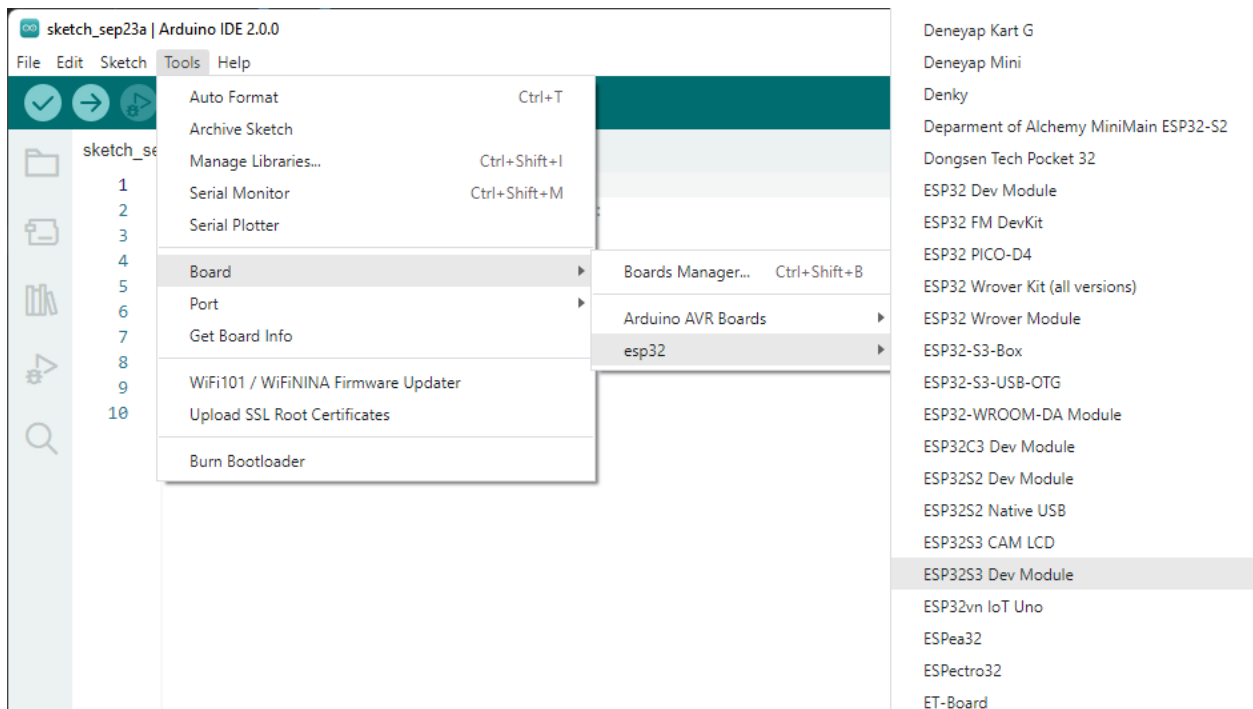 sketch_sep23a | Arduino IDE 2.0.0
File Edit Sketch Tools Help
Auto Format Ctrl+T
Archive Sketch
Manage Libraries... Ctrl+Shift+I
Serial Monitor Ctrl+Shift+M
Serial Plotter
Board
Port
Get Board Info
WiFi101 / WiFiNINA Firmware Updater
Upload SSL Root Certificates
Burn Bootloader
sketch_se
1
2
3
4
5
6
7
8
9
10
Boards Manager... Ctrl+Shift+B
Arduino AVR Boards
esp32
Deneyap Kart G
Deneyap Mini
Denky
Deparment of Alchemy MiniMain ESP32-S2
Dongsen Tech Pocket 32
ESP32 Dev Module
ESP32 FM DevKit
ESP32 PICO-D4
ESP32 Wrover Kit (all versions)
ESP32 Wrover Module
ESP32-S3-Box
ESP32-S3-USB-OTG
ESP32-WROOM-DA Module
ESP32C3 Dev Module
ESP32S2 Dev Module
ESP32S2 Native USB
ESP32S3 CAM LCD
ESP32S3 Dev Module
ESP32vn IoT Uno
ESPea32
ESPectro32
ET-Board